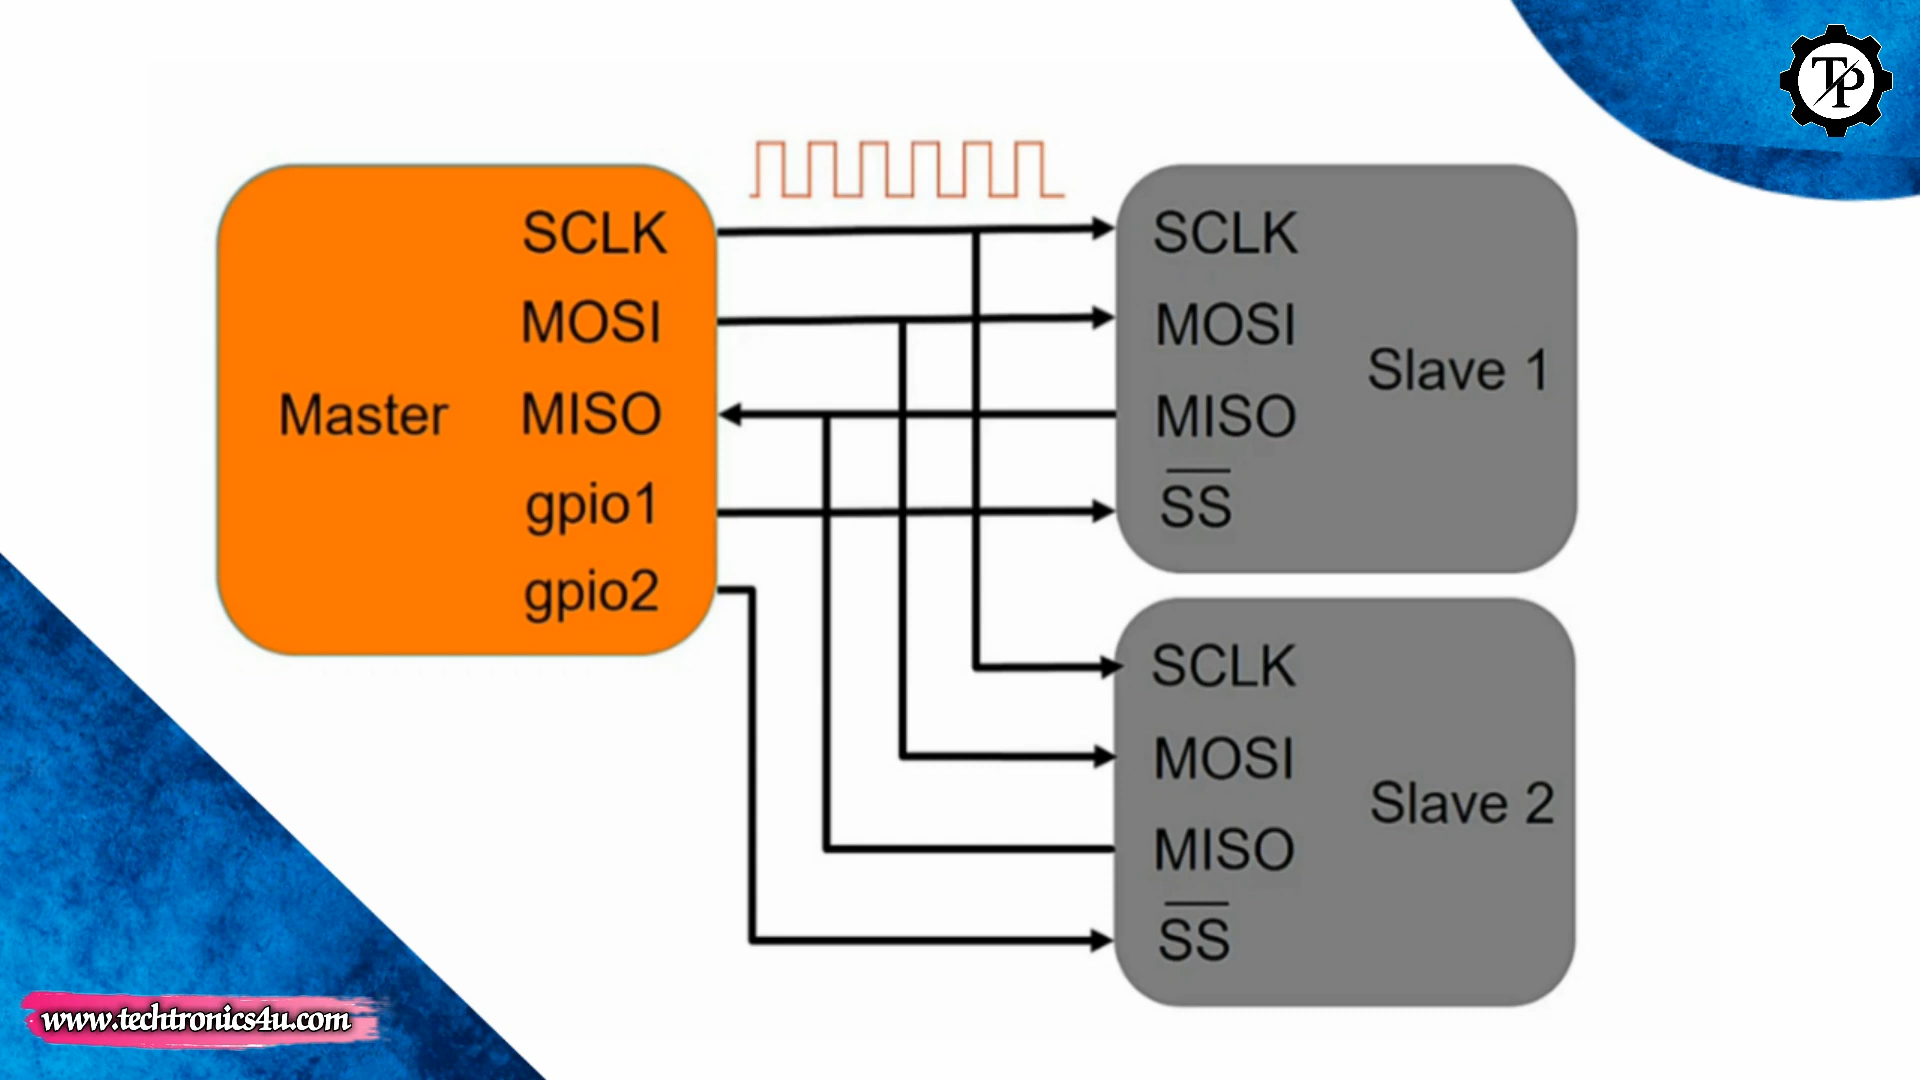 TP
SCLK
MOSI
Master
MISO
gpio1
gpio2
SCLK
MOSI
Slave 1
MISO
SS
SCLK
MOSI
Slave 2
MISO
SS
www.techtronics4u.com